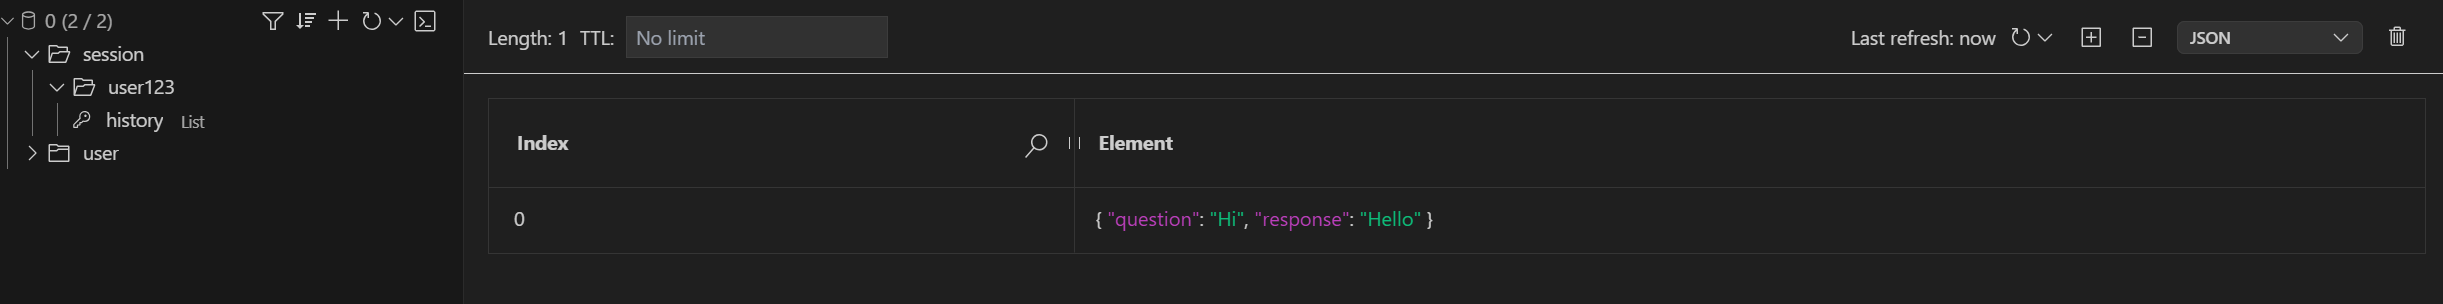 0 (2 / 2)
session
user123
history List
user
Length: 1 TTL: No limit
Last refresh: now
JSON
Index Element
0 { "question": "Hi", "response": "Hello" }